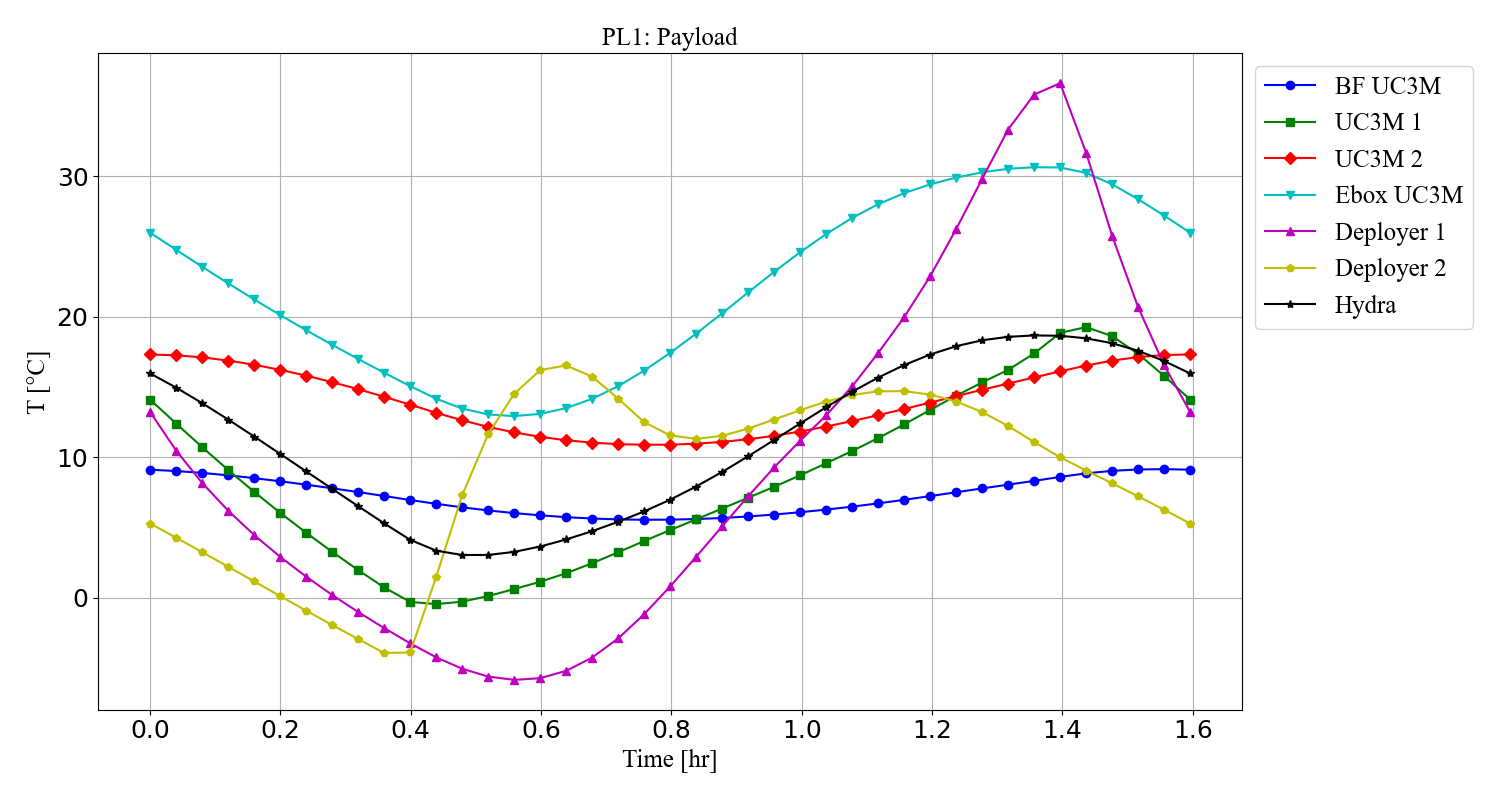 PL1: Payload
BF UC3M
UC3M 1
UC3M 2
Ebox UC3M
Deployer 1
Deployer 2
Hydra
T [°C]
30
20
10
0
0.0 0.2 0.4 0.6 0.8 1.0 1.2 1.4 1.6
Time [hr]